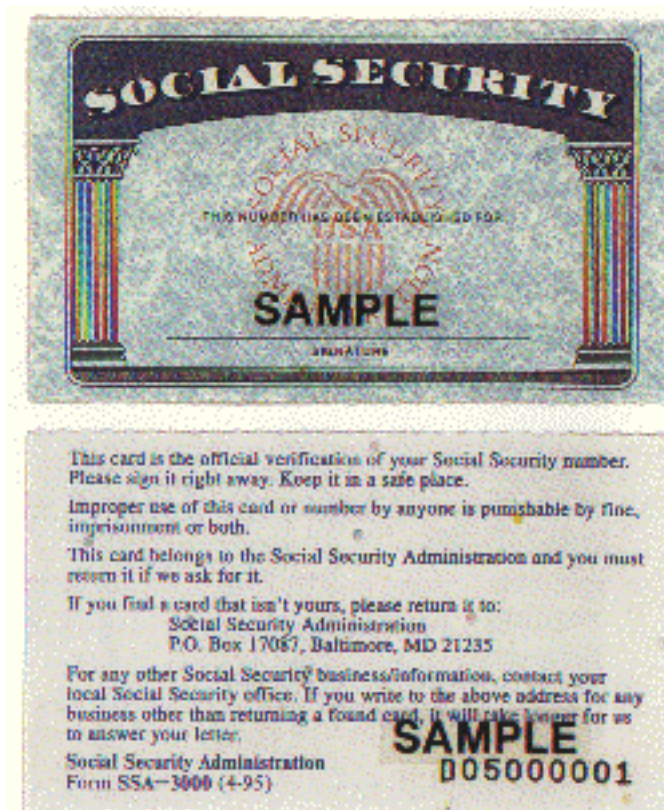 SOCIAL SECURITY
SOCIAL SECURITY
THIS NUMBER HAS BEEN ESTABLISHED FOR
USA
SAMPLE
SIGNATURE
This card is the official verification of your Social Security number.
Please sign it right away. Keep it in a safe place.
Improper use of this card or number by anyone is punishable by fine,
imprisonment or both.
This card belongs to the Social Security Administration and you must
return it if we ask for it.
If you find a card that isn't yours, please return it to:
Social Security Administration
P.O. Box 17087, Baltimore, MD 21235
For any other Social Security business/information, contact your
local Social Security office. If you write to the above address for any
business other than returning a found card, it will take longer for us
to answer your letter.
SAMPLE
Social Security Administration
D05000001
Form SSA-3000 (4-95)